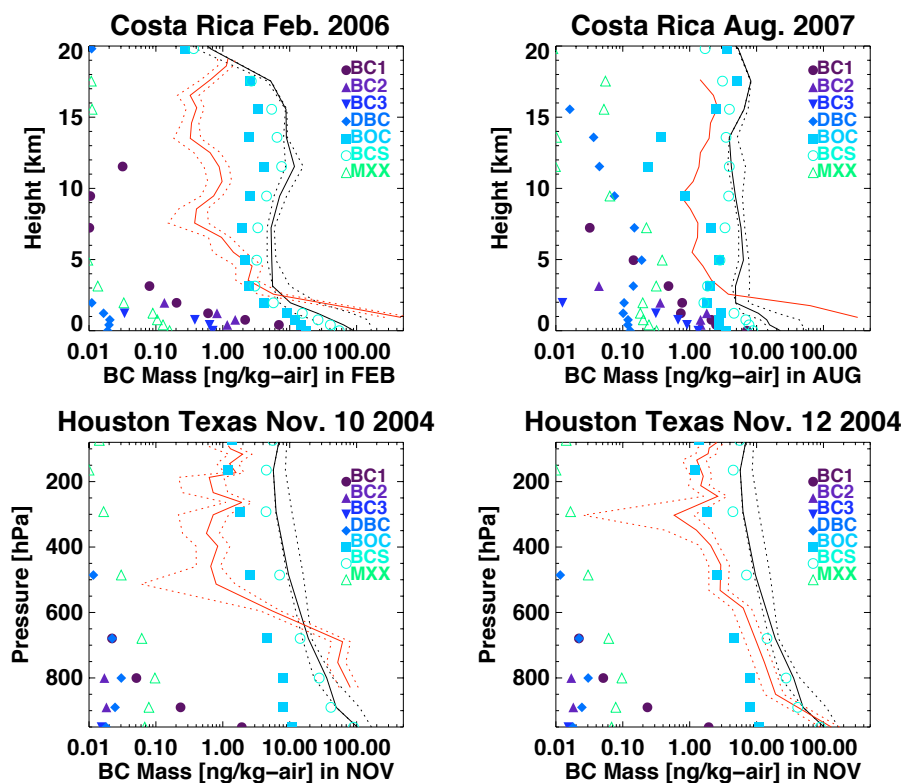 Costa Rica Feb. 2006
20
15
10
5
0
Height [km]
BC1
BC2
BC3
DBC
BOC
BCS
MXX
0.01 0.10 1.00 10.00 100.00
BC Mass [ng/kg-air] in FEB
Costa Rica Aug. 2007
20
15
10
5
0
Height [km]
BC1
BC2
BC3
DBC
BOC
BCS
MXX
0.01 0.10 1.00 10.00 100.00
BC Mass [ng/kg-air] in AUG
Houston Texas Nov. 10 2004
200
400
600
800
Pressure [hPa]
BC1
BC2
BC3
DBC
BOC
BCS
MXX
0.01 0.10 1.00 10.00 100.00
BC Mass [ng/kg-air] in NOV
Houston Texas Nov. 12 2004
200
400
600
800
Pressure [hPa]
BC1
BC2
BC3
DBC
BOC
BCS
MXX
0.01 0.10 1.00 10.00 100.00
BC Mass [ng/kg-air] in NOV